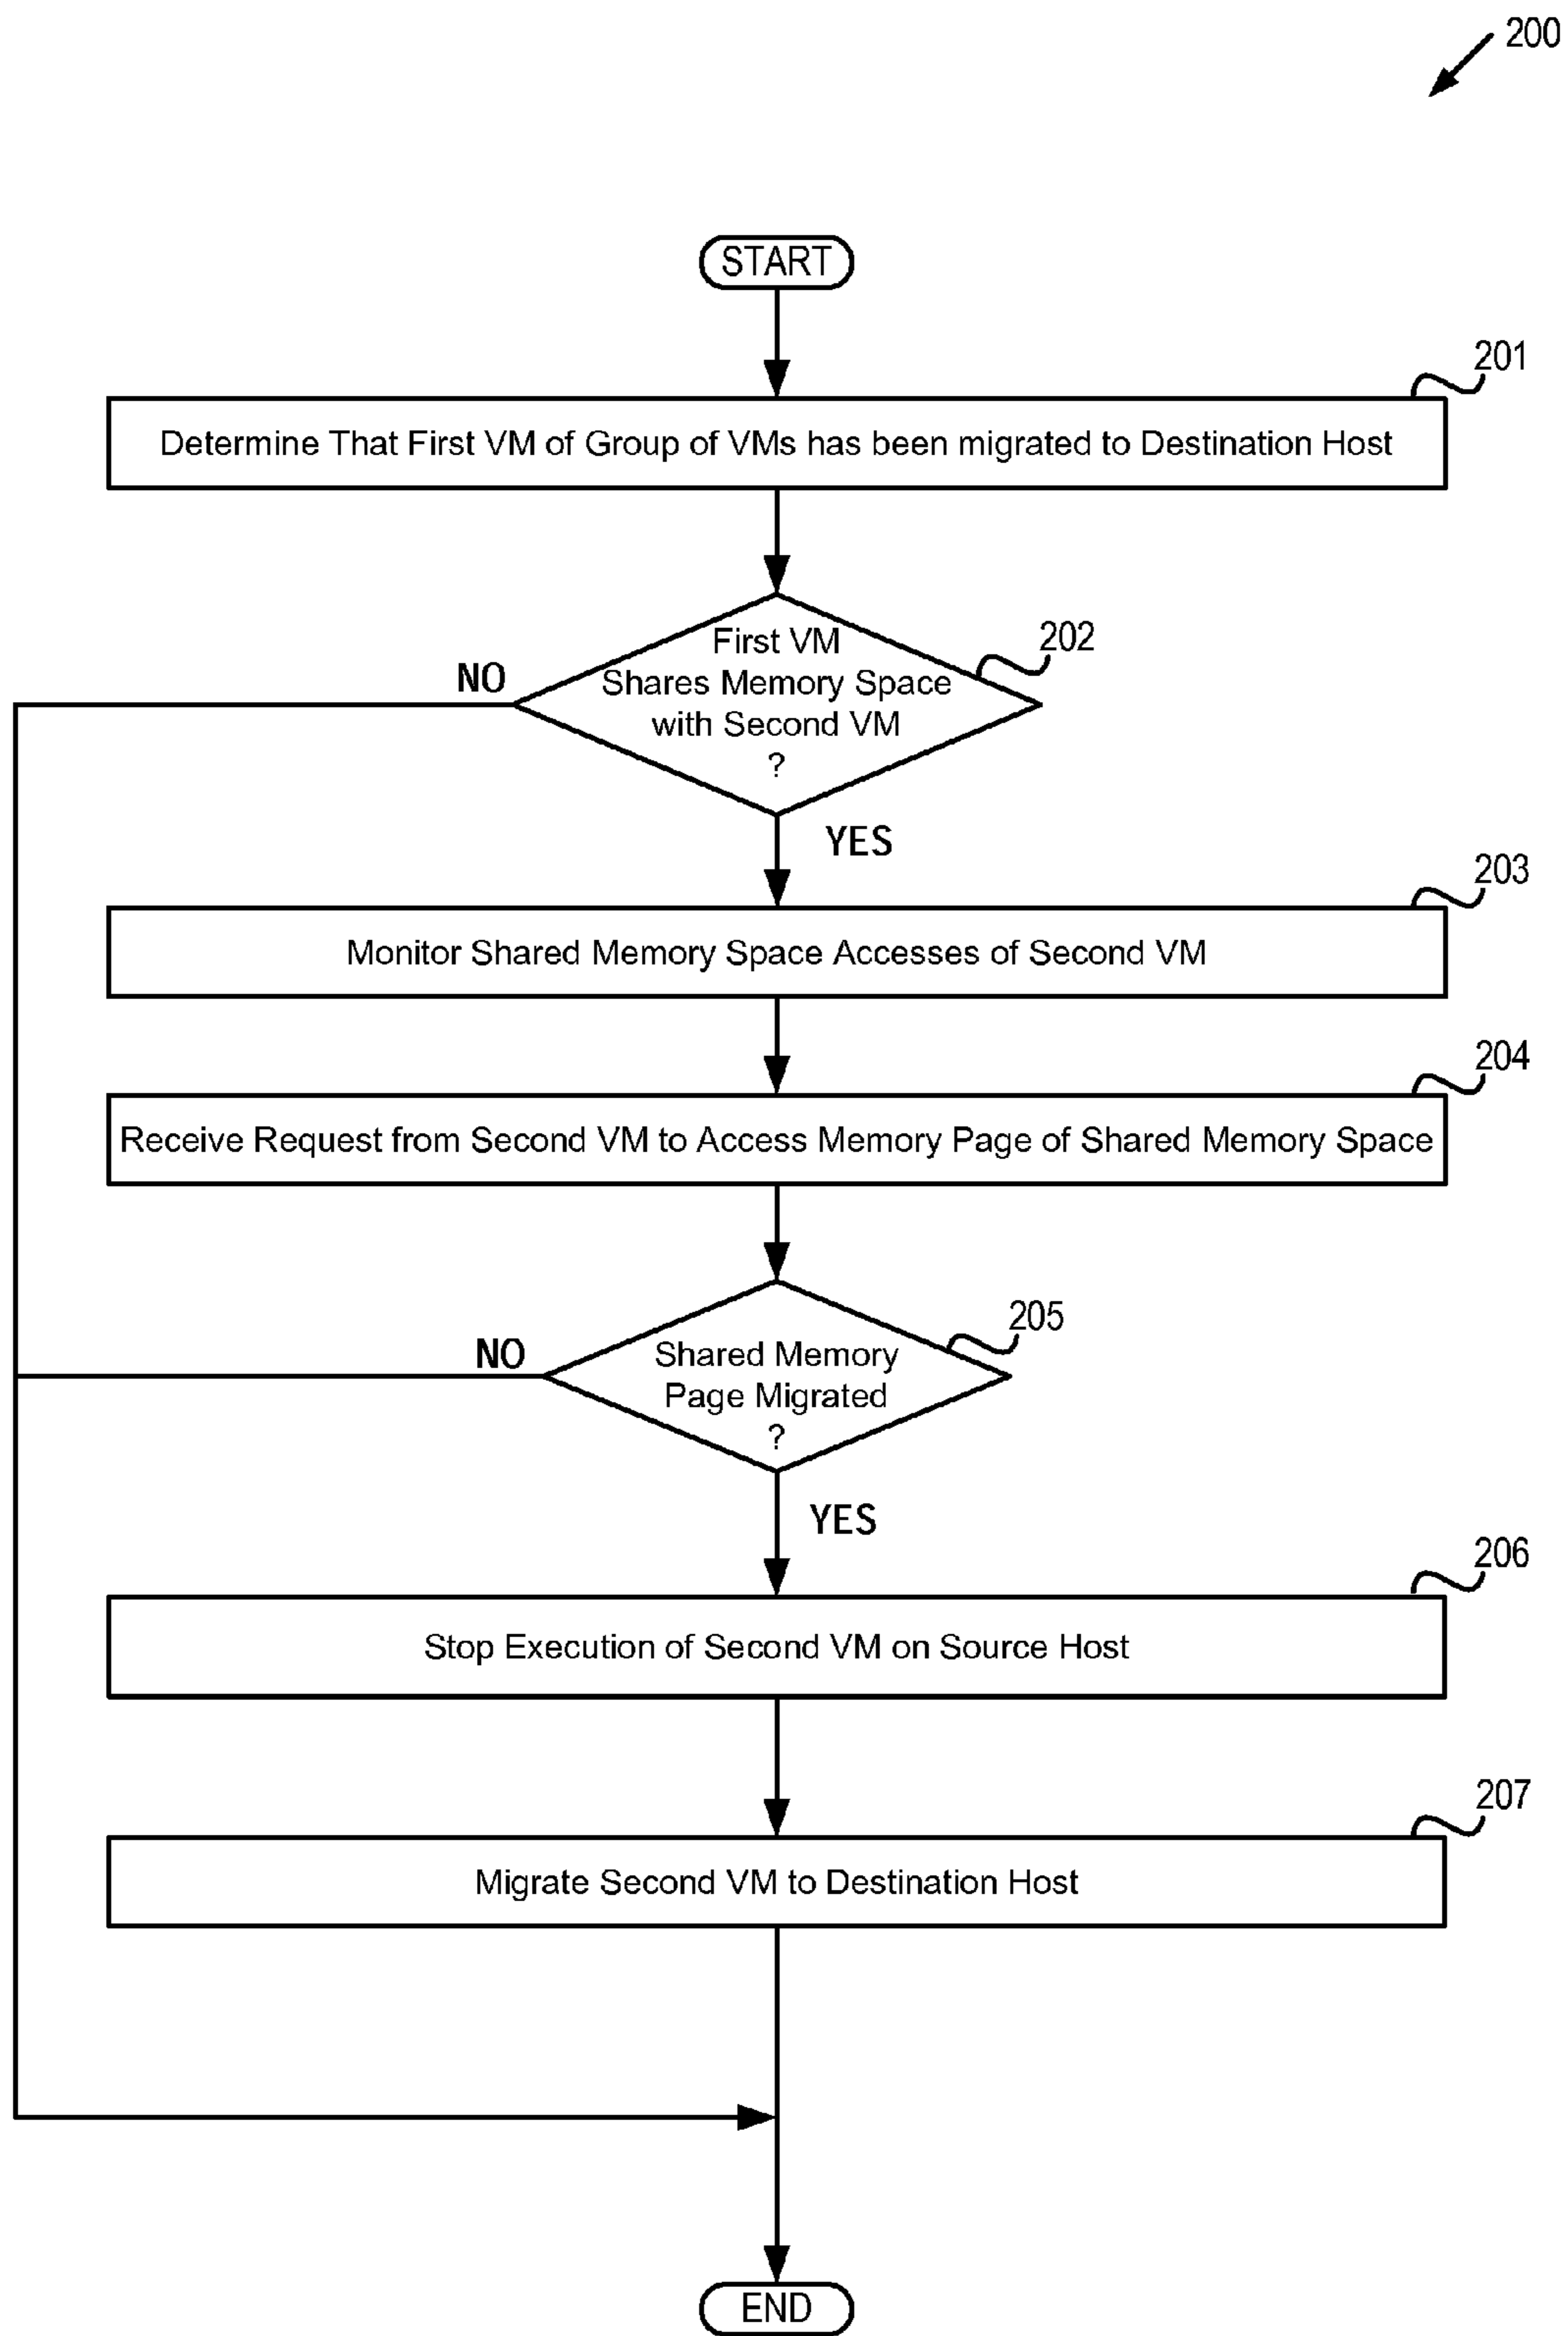 200
START
201
Determine That First VM of Group of VMs has been migrated to Destination Host
202
First VM
Shares Memory Space
with Second VM
?
NO
YES
203
Monitor Shared Memory Space Accesses of Second VM
204
Receive Request from Second VM to Access Memory Page of Shared Memory Space
205
Shared Memory
Page Migrated
?
NO
YES
206
Stop Execution of Second VM on Source Host
207
Migrate Second VM to Destination Host
END